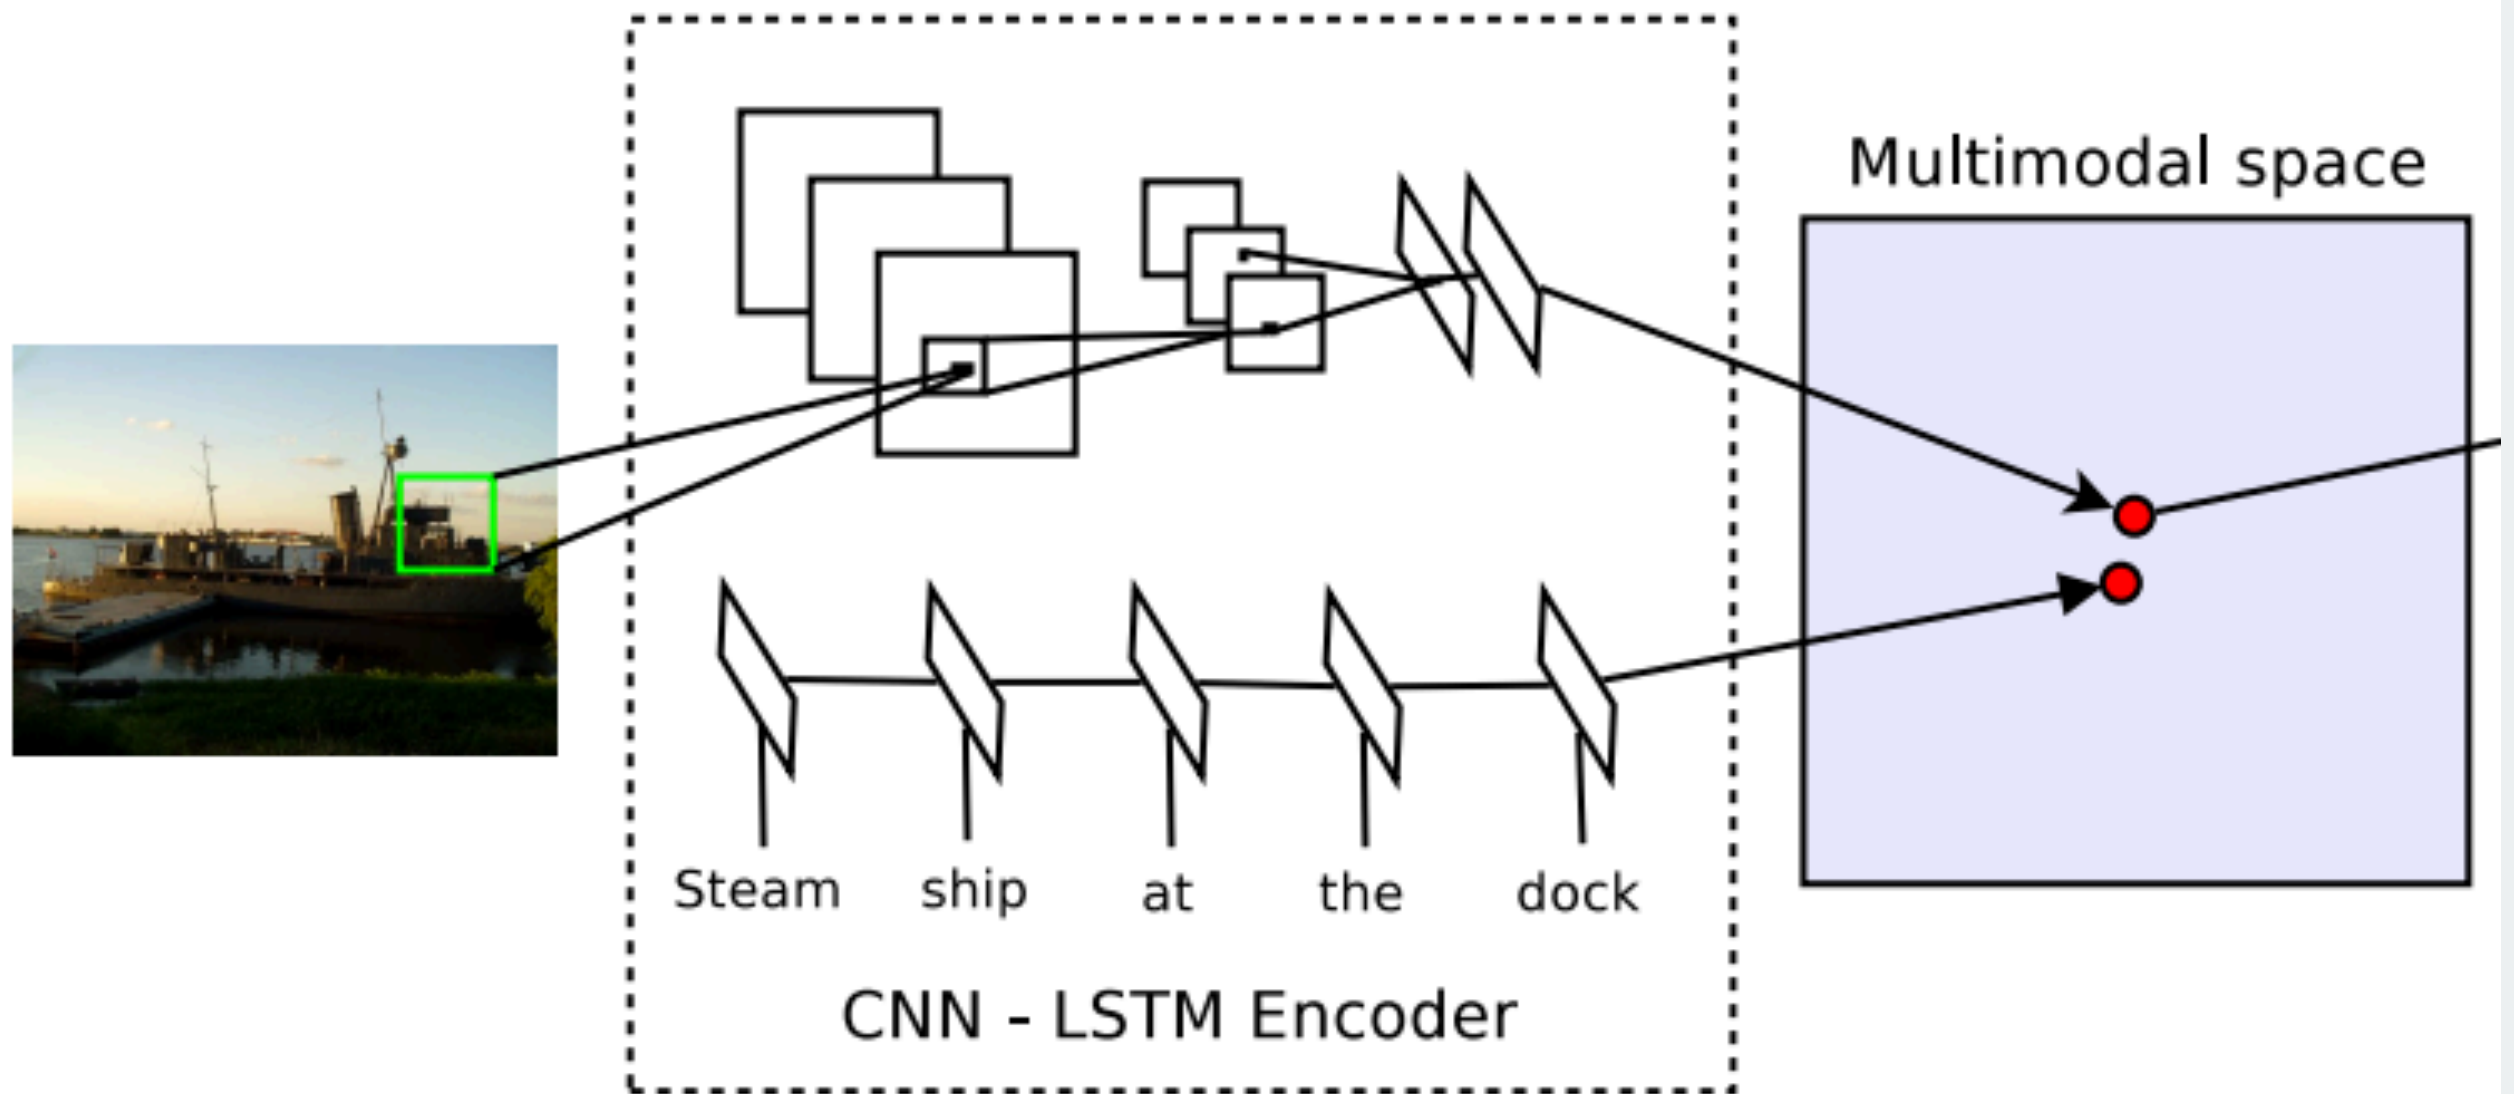 Multimodal space
Steam ship at the dock
CNN - LSTM Encoder